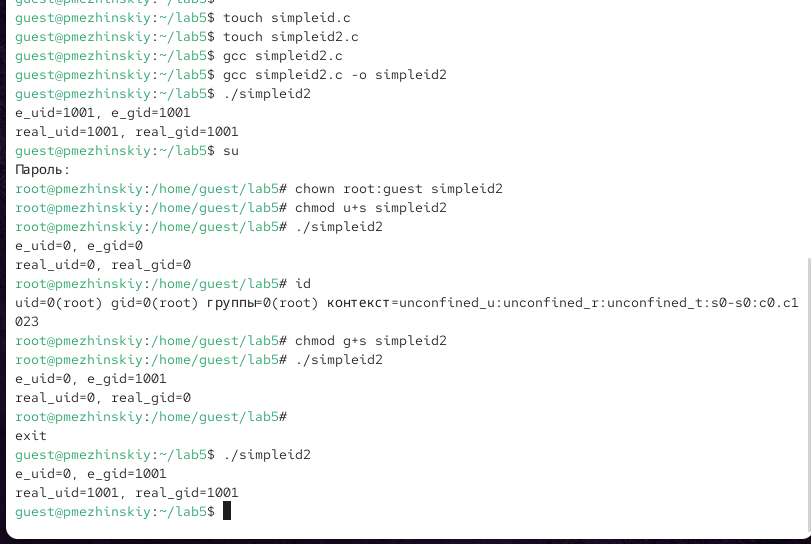 guest@pmezhinskiy:~/lab5$
guest@pmezhinskiy:~/lab5$ touch simpleid.c
guest@pmezhinskiy:~/lab5$ touch simpleid2.c
guest@pmezhinskiy:~/lab5$ gcc simpleid.c
guest@pmezhinskiy:~/lab5$ gcc simpleid2.c -o simpleid2
guest@pmezhinskiy:~/lab5$ ./simpleid2
e_uid=1001, e_gid=1001
real_uid=1001, real_gid=1001
guest@pmezhinskiy:~/lab5$ su
Пароль:
root@pmezhinskiy:/home/guest/lab5# chown root:guest simpleid2
root@pmezhinskiy:/home/guest/lab5# chmod u+s simpleid2
root@pmezhinskiy:/home/guest/lab5# ./simpleid2
e_uid=0, e_gid=0
real_uid=0, real_gid=0
root@pmezhinskiy:/home/guest/lab5# id
uid=0(root) gid=0(root) группы=0(root) контекст=unconfined_u:unconfined_r:unconfined_t:s0-s0:c0.c1
023
root@pmezhinskiy:/home/guest/lab5# chmod g+s simpleid2
root@pmezhinskiy:/home/guest/lab5# ./simpleid2
e_uid=0, e_gid=1001
real_uid=0, real_gid=0
root@pmezhinskiy:/home/guest/lab5#
exit
guest@pmezhinskiy:~/lab5$ ./simpleid2
e_uid=0, e_gid=1001
real_uid=1001, real_gid=1001
guest@pmezhinskiy:~/lab5$